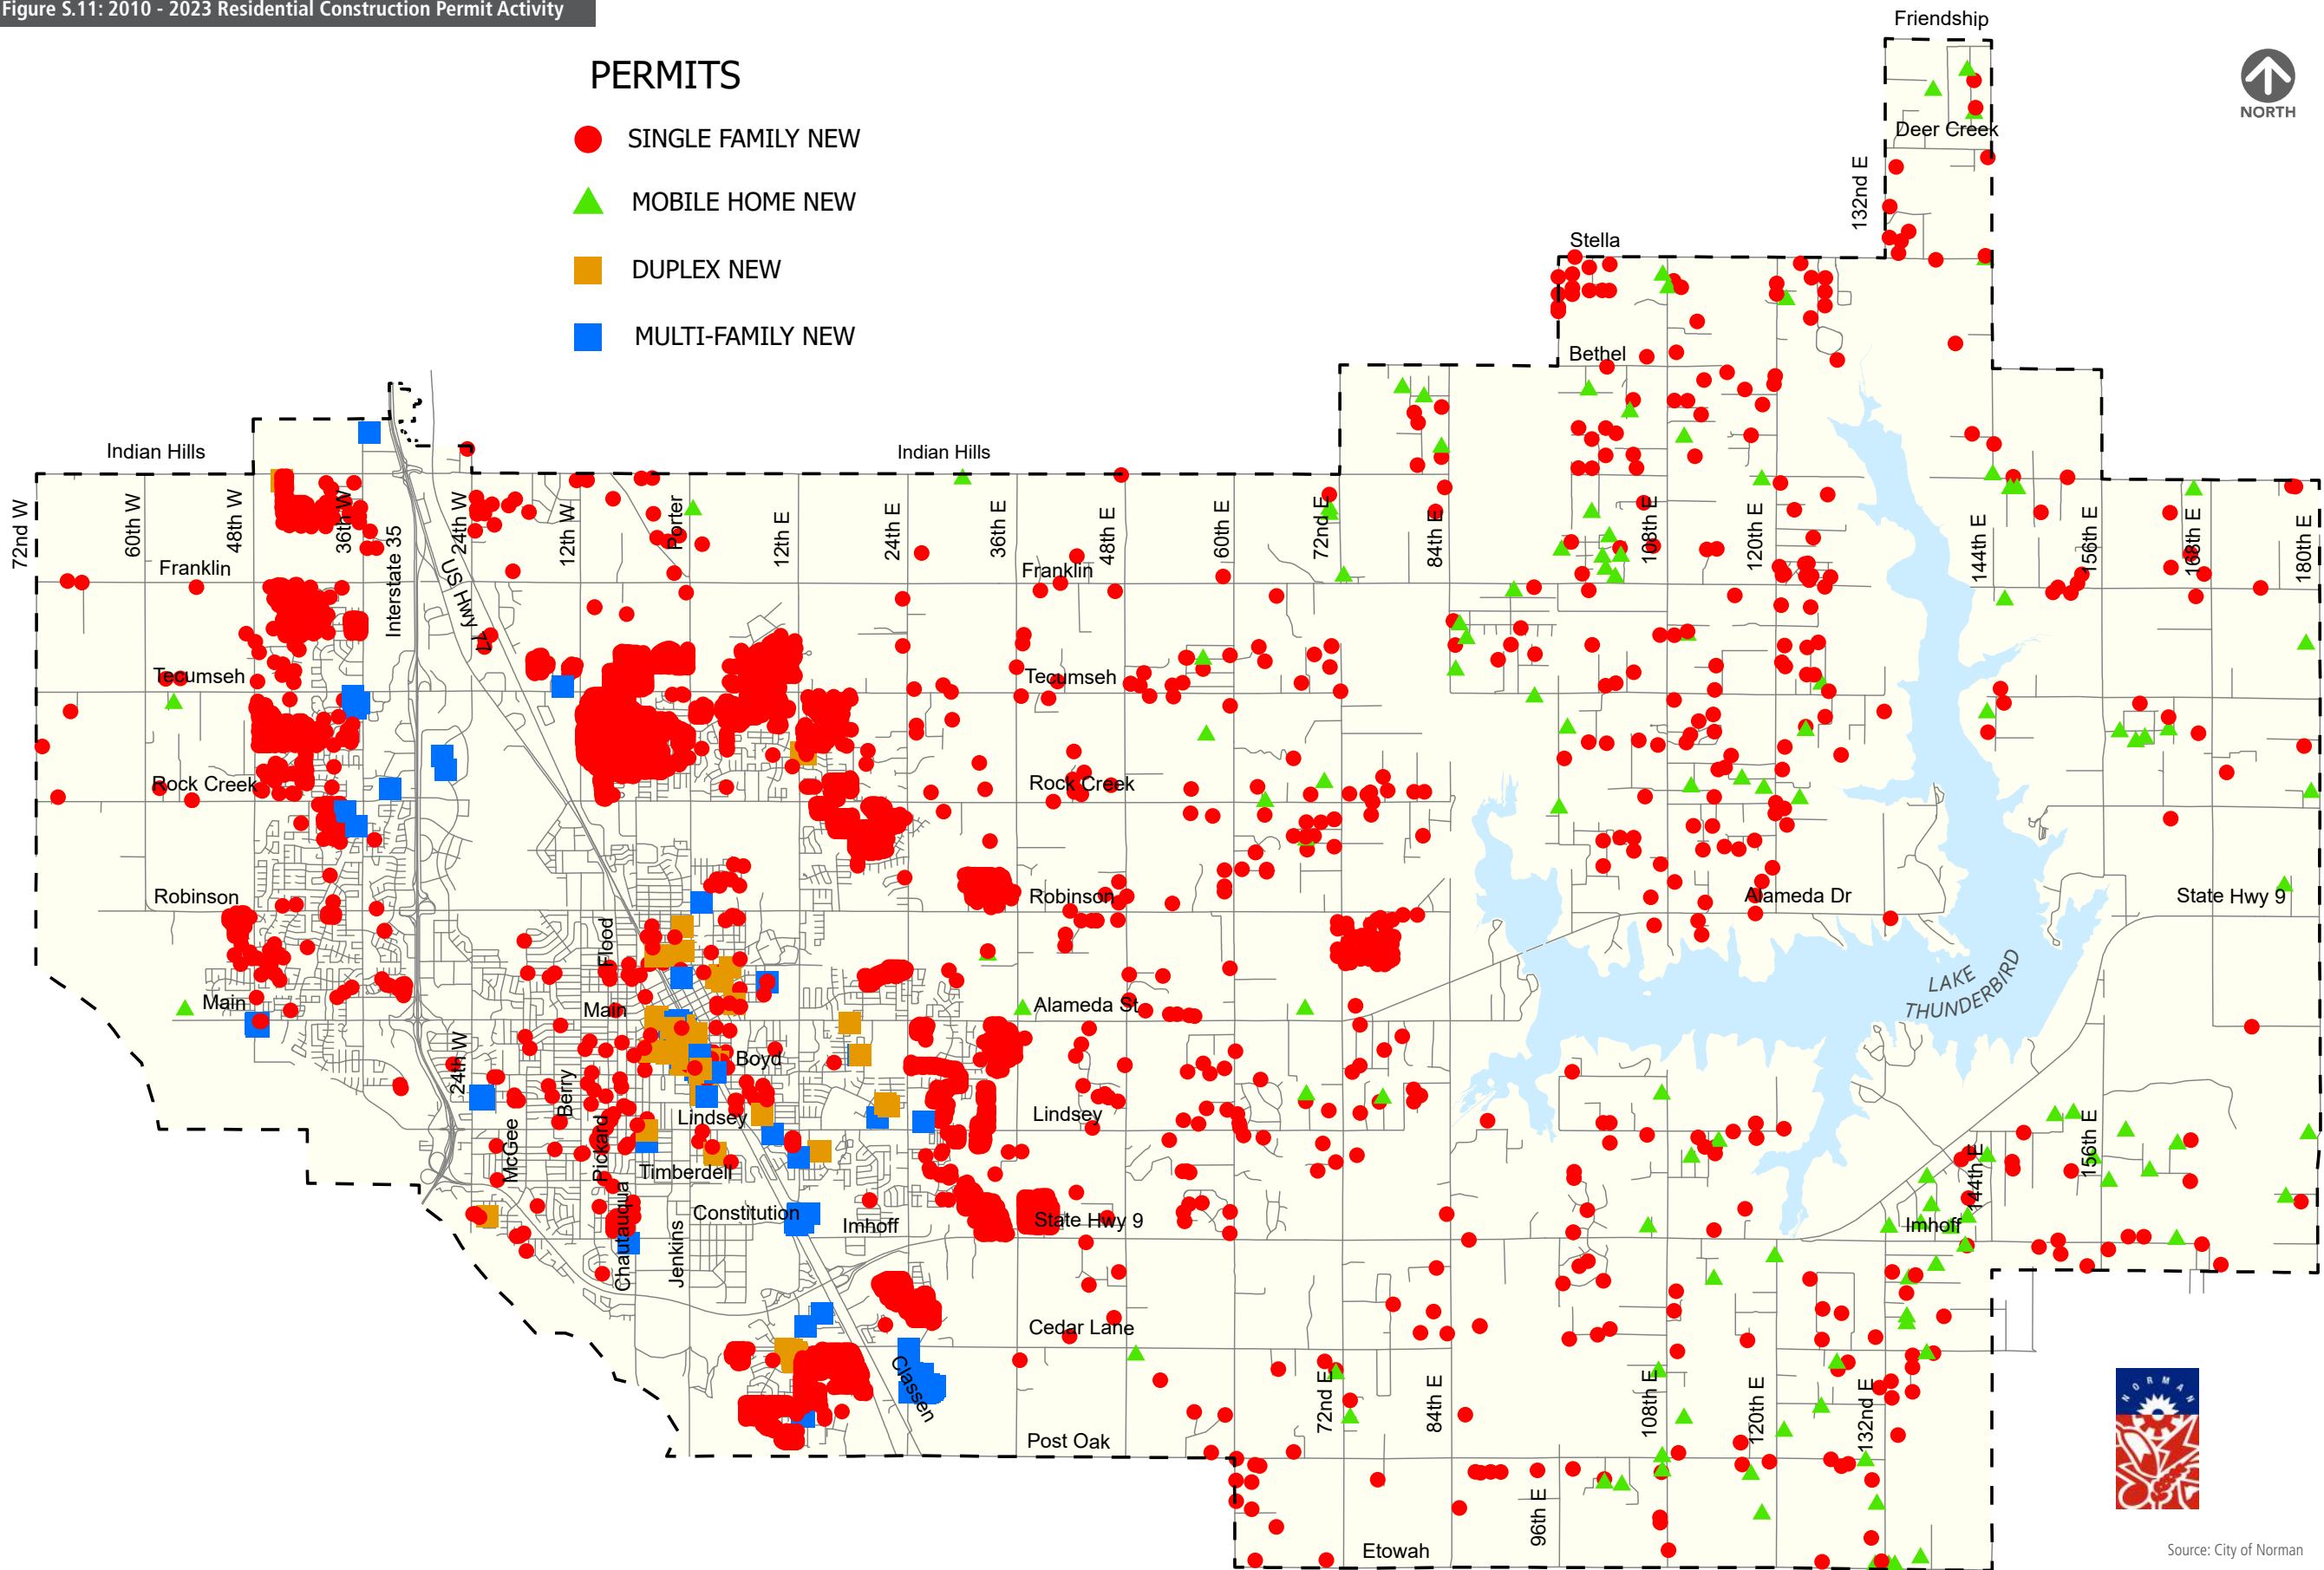 Figure S.11: 2010 - 2023 Residential Construction Permit Activity
Friendship
PERMITS
NORTH
SINGLE FAMILY NEW
Deer Creek
132nd E
MOBILE HOME NEW
Stella
DUPLEX NEW
MULTI-FAMILY NEW
Bethel
Indian Hills
Indian Hills
72nd W
60th W
48th W
36th W
Interstate 35
24th W
US Hwy 77
12th W
Porter
12th E
24th E
36th E
48th E
60th E
72nd E
84th E
108th E
120th E
144th E
156th E
168th E
180th E
Franklin
Franklin
Tecumseh
Tecumseh
Rock Creek
Rock Creek
Robinson
Robinson
Alameda Dr
State Hwy 9
Flood
LAKE
THUNDERBIRD
Main
Main
Alameda St
Boyd
24th W
Berry
Lindsey
Lindsey
McGee
Pickard
Timberdell
144th E
156th E
Chautauqua
Constitution
Imhoff
State Hwy 9
Imhoff
Jenkins
Cedar Lane
Classen
72nd E
84th E
108th E
120th E
132nd E
NORMAN
Post Oak
96th E
Etowah
Source: City of Norman